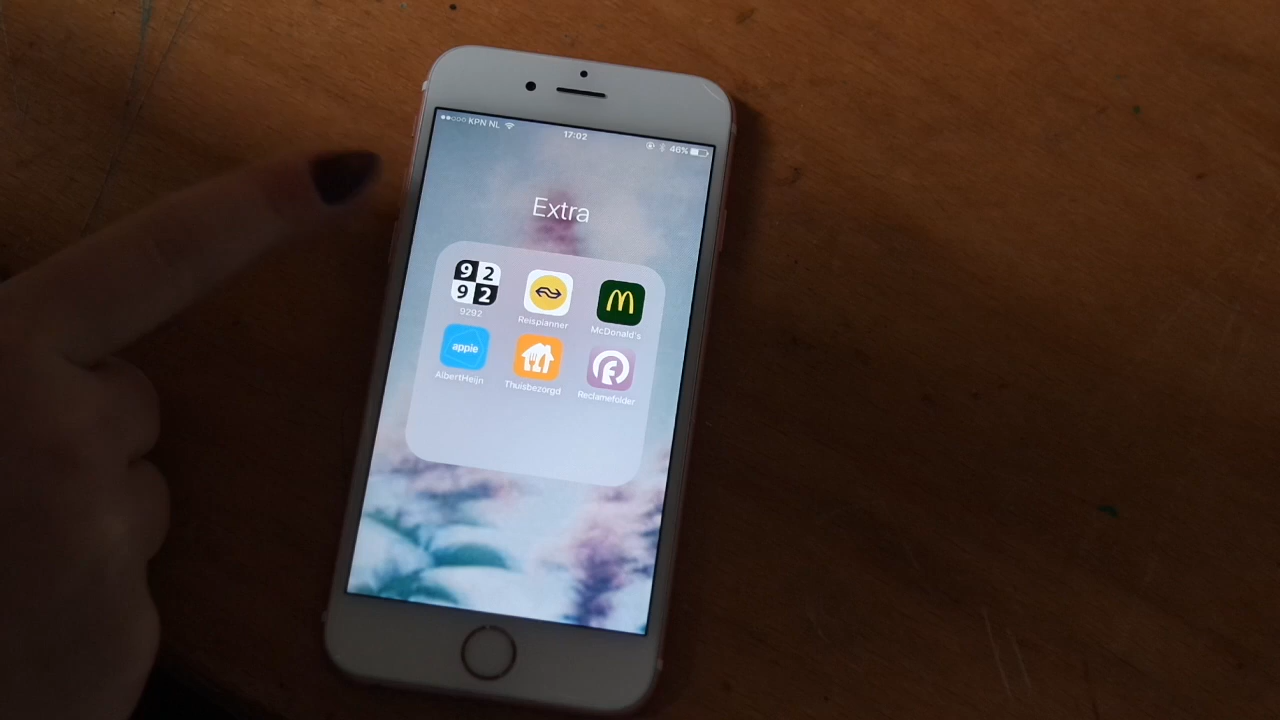 KPN NL
17:02
46%
Extra
9 2
9 2
9292
Reisplanner
McDonald's
appie
AlbertHeijn
Thuisbezorgd
Reclamefolder